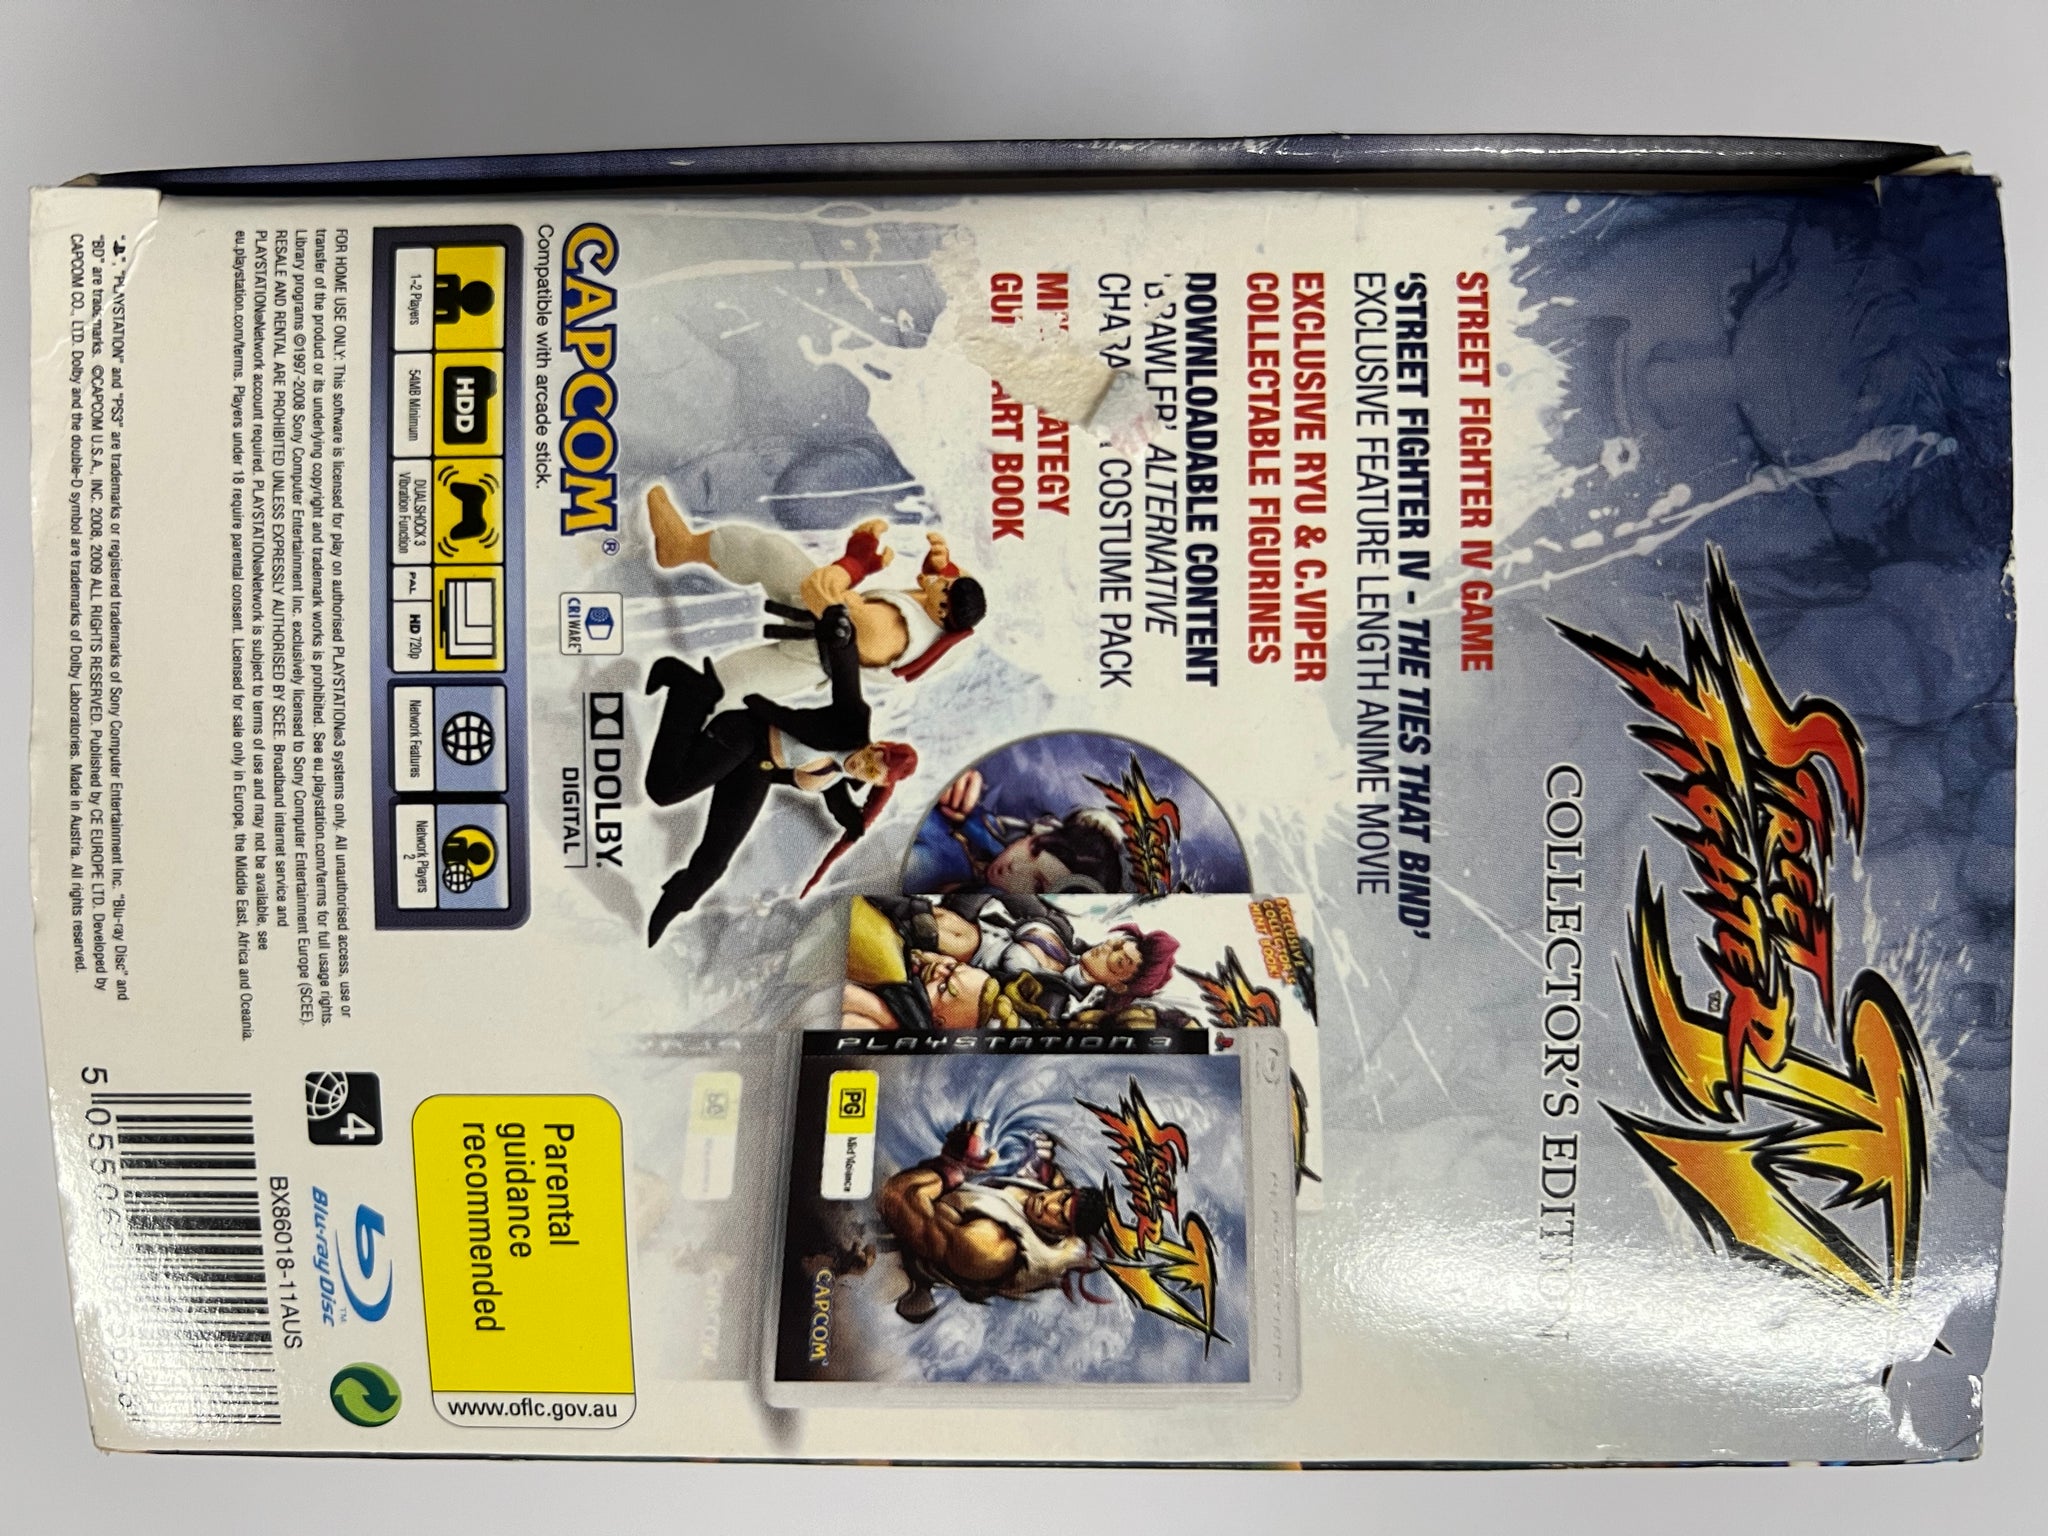 STREET
FIGHTER IV™
COLLECTOR'S EDITION
STREET FIGHTER IV GAME
'STREET FIGHTER IV - THE TIES THAT BIND'
EXCLUSIVE FEATURE LENGTH ANIME MOVIE
EXCLUSIVE RYU & C.VIPER
COLLECTABLE FIGURINES
DOWNLOADABLE CONTENT
ALTERNATIVE
COSTUME PACK
ART BOOK
STREET FIGHTER
EXCLUSIVE
STREET
FIGHTER IV
PLAYSTATION 3
STREET
FIGHTER IV
PG
CAPCOM
CAPCOM®
CRIWARE™
DOLBY
DIGITAL
Compatible with arcade stick.
HDD
1-2 Players
54MB Minimum
DUALSHOCK 3
Vibration Function
PAL
HD 720p
Network Features
Network Players
2
Parental
guidance
recommended
www.oflc.gov.au
FOR HOME USE ONLY: This software is licensed for play on authorised PLAYSTATION®3 systems only. All unauthorised access, use or
transfer of the product or its underlying copyright and trademark works is prohibited. See eu.playstation.com/terms for full usage rights.
Library programs ©1997-2008 Sony Computer Entertainment Inc. exclusively licensed to Sony Computer Entertainment Europe (SCEE).
RESALE AND RENTAL ARE PROHIBITED UNLESS EXPRESSLY AUTHORISED BY SCEE. Broadband internet service and
PLAYSTATION®Network account required. PLAYSTATION®Network is subject to terms of use and may not be available, see
eu.playstation.com/terms. Players under 18 require parental consent. Licensed for sale only in Europe, the Middle East, Africa and Oceania.
4
Blu-ray Disc™
BX86018-11AUS
"PLAYSTATION" and "PS3" are trademarks or registered trademarks of Sony Computer Entertainment Inc. "Blu-ray Disc" and
"BD" are trademarks. ©CAPCOM U.S.A., INC. 2008, 2009 ALL RIGHTS RESERVED. Published by CE EUROPE LTD. Developed by
CAPCOM CO., LTD. Dolby and the double-D symbol are trademarks of Dolby Laboratories. Made in Austria. All rights reserved.